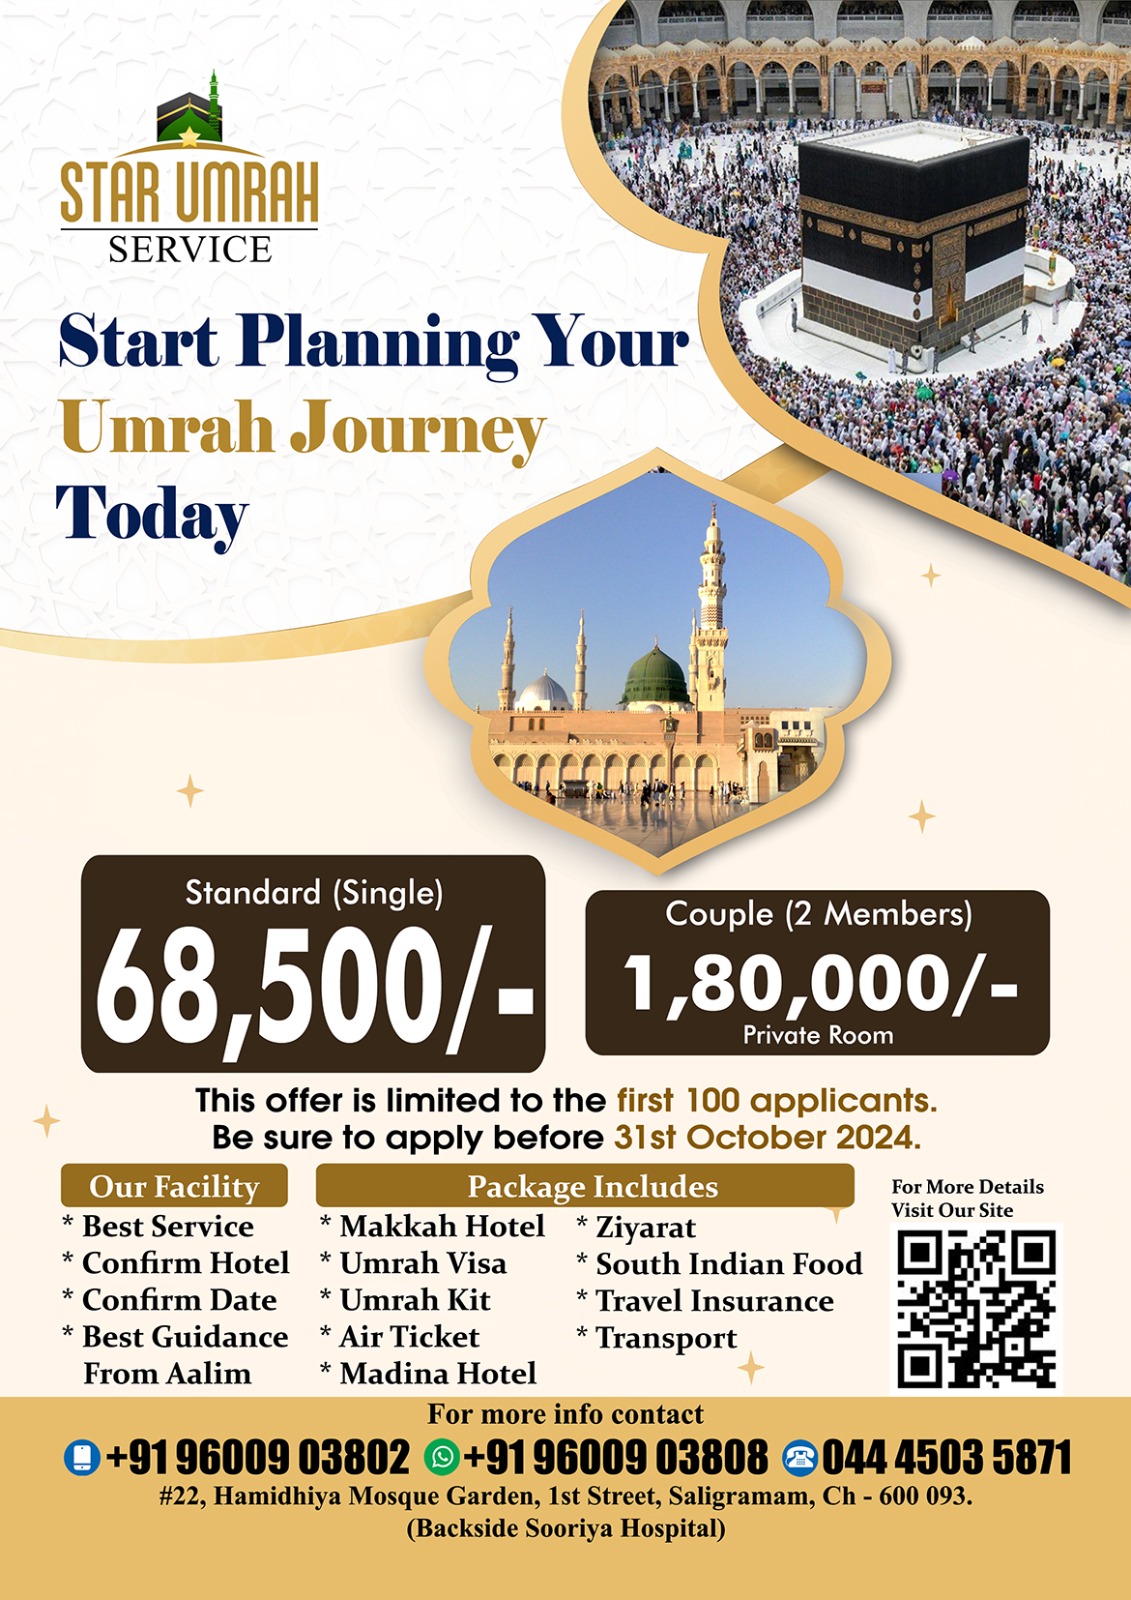 STAR UMRAH
SERVICE
Start Planning Your
Umrah Journey
Today
Standard (Single)
68,500/-
Couple (2 Members)
1,80,000/-
Private Room
This offer is limited to the first 100 applicants.
Be sure to apply before 31st October 2024.
Our Facility
* Best Service
* Confirm Hotel
* Confirm Date
* Best Guidance
From Aalim
Package Includes
* Makkah Hotel
* Umrah Visa
* Umrah Kit
* Air Ticket
* Madina Hotel
* Ziyarat
* South Indian Food
* Travel Insurance
* Transport
For More Details
Visit Our Site
For more info contact
+91 96009 03802 +91 96009 03808 044 4503 5871
#22, Hamidhiya Mosque Garden, 1st Street, Saligramam, Ch - 600 093.
(Backside Sooriya Hospital)